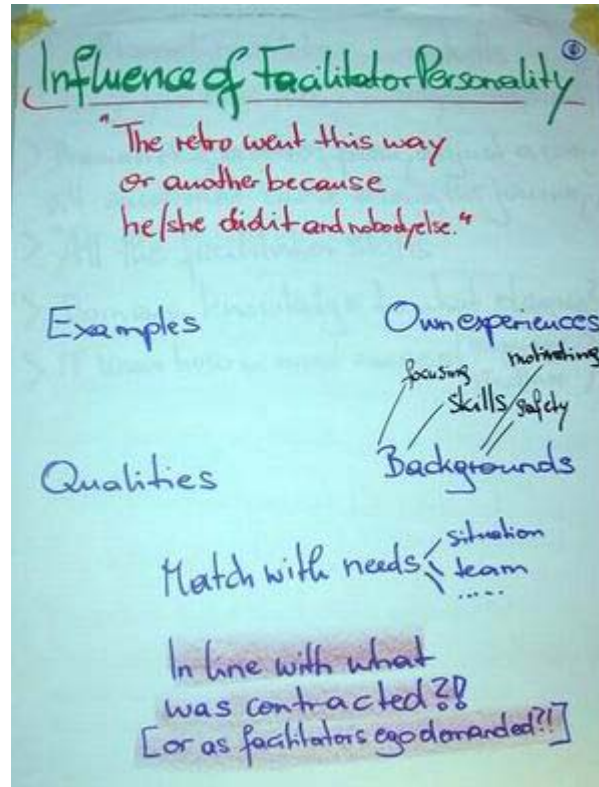 Influence of Facilitator Personality
"The retro went this way
or another because
he/she did it and nobody else."
Examples
Own experiences
focusing
motivating
skills
safety
Qualities
Backgrounds
Match with needs
situation
team
.....
In line with what
was contracted?!
[or as facilitators ego demanded?!]